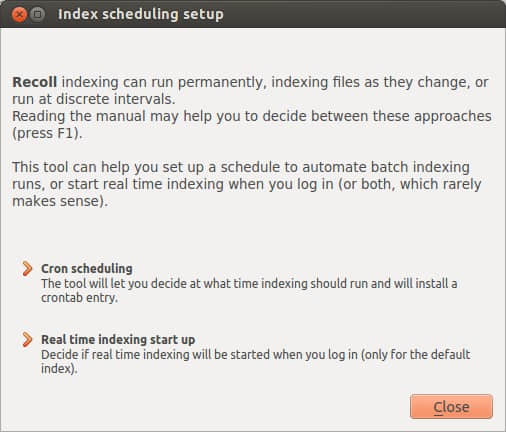 Index scheduling setup
Recoll indexing can run permanently, indexing files as they change, or
run at discrete intervals.
Reading the manual may help you to decide between these approaches
(press F1).
This tool can help you set up a schedule to automate batch indexing
runs, or start real time indexing when you log in (or both, which rarely
makes sense).
Cron scheduling
The tool will let you decide at what time indexing should run and will install a
crontab entry.
Real time indexing start up
Decide if real time indexing will be started when you log in (only for the default
index).
Close